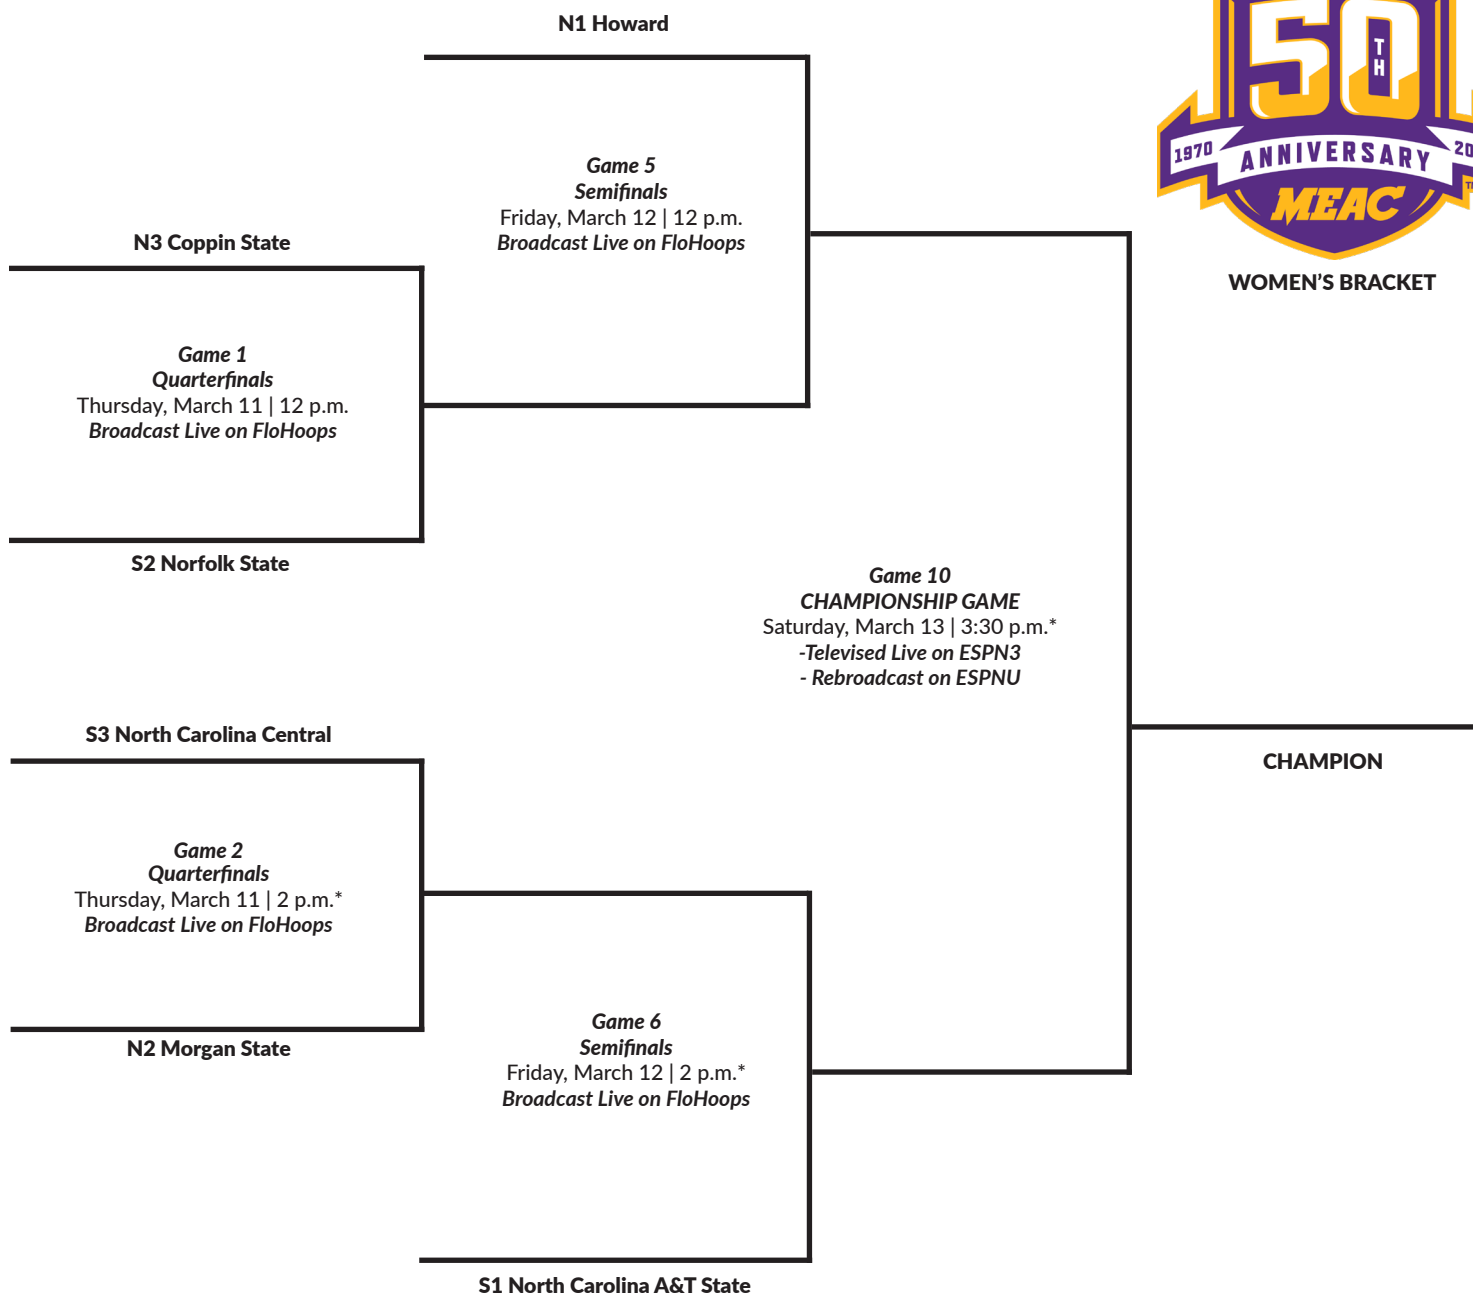 N1 Howard
50
TH
1970
ANNIVERSARY
20
MEAC
WOMEN'S BRACKET
Game 5
Semifinals
Friday, March 12 | 12 p.m.
Broadcast Live on FloHoops
N3 Coppin State
Game 1
Quarterfinals
Thursday, March 11 | 12 p.m.
Broadcast Live on FloHoops
S2 Norfolk State
Game 10
CHAMPIONSHIP GAME
Saturday, March 13 | 3:30 p.m.*
-Televised Live on ESPN3
- Rebroadcast on ESPNU
S3 North Carolina Central
CHAMPION
Game 2
Quarterfinals
Thursday, March 11 | 2 p.m.*
Broadcast Live on FloHoops
N2 Morgan State
Game 6
Semifinals
Friday, March 12 | 2 p.m.*
Broadcast Live on FloHoops
S1 North Carolina A&T State